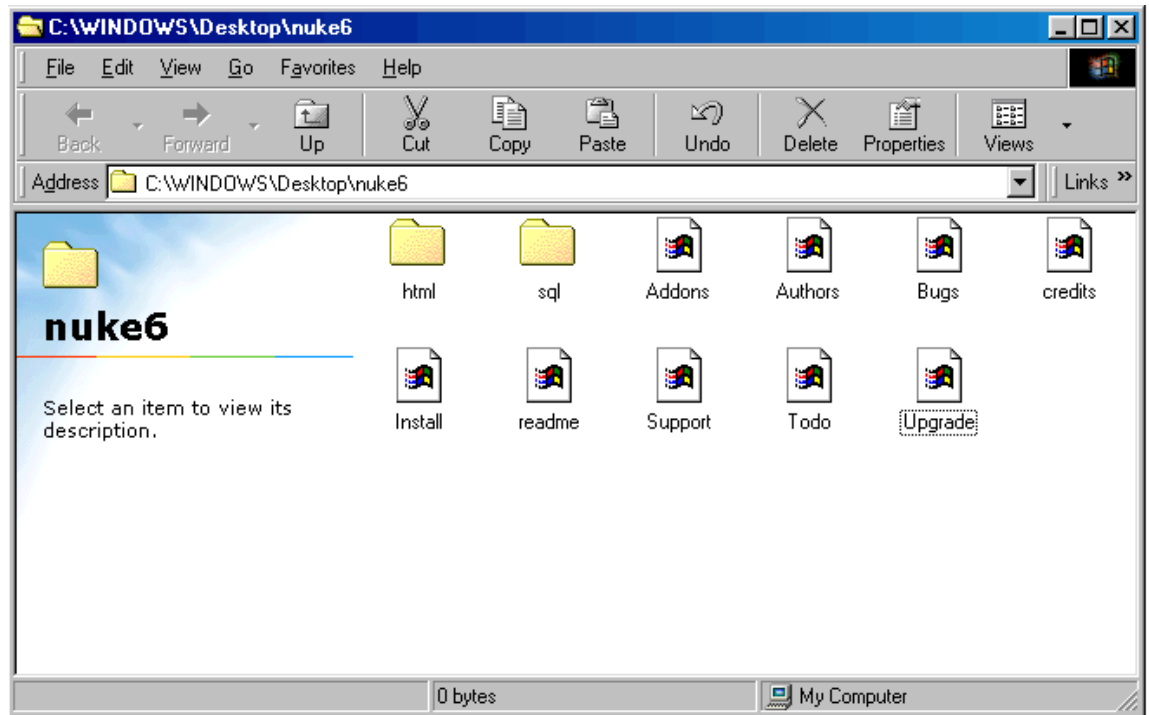 C:\WINDOWS\Desktop\nuke6
File Edit View Go Favorites Help
Back Forward Up Cut Copy Paste Undo Delete Properties Views
Address C:\WINDOWS\Desktop\nuke6 Links »
html sql Addons Authors Bugs credits
nuke6
Install readme Support Todo Upgrade
Select an item to view its
description.
0 bytes My Computer